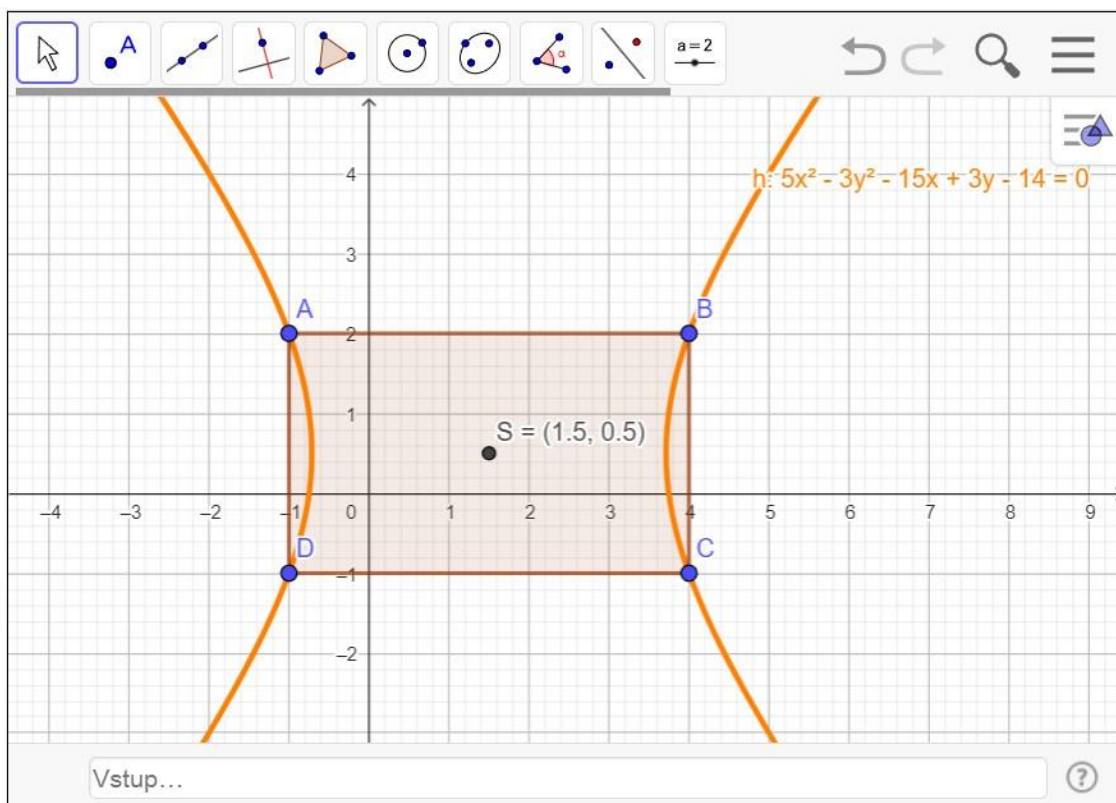 A
α
a = 2
4
h: 5x² - 3y² - 15x + 3y - 14 = 0
3
A
B
2
1
S = (1.5, 0.5)
–4 –3 –2 –1 0 1 2 3 4 5 6 7 8 9
D
C
–1
–2
Vstup…
?